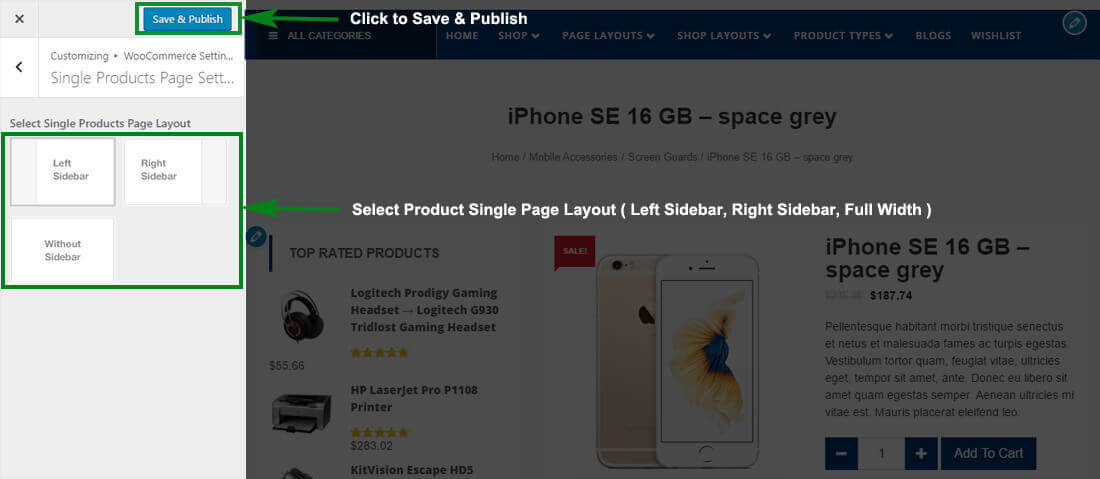 Save & Publish
Click to Save & Publish
Customizing • WooCommerce Settin...
Single Products Page Sett...
Select Single Products Page Layout
Left
Sidebar
Right
Sidebar
Without
Sidebar
ALL CATEGORIES
HOME
SHOP
PAGE LAYOUTS
SHOP LAYOUTS
PRODUCT TYPES
BLOGS
WISHLIST
iPhone SE 16 GB – space grey
Home / Mobile Accessories / Screen Guards / iPhone SE 16 GB – space grey
Select Product Single Page Layout ( Left Sidebar, Right Sidebar, Full Width )
TOP RATED PRODUCTS
Logitech Prodigy Gaming
Headset → Logitech G930
Tridlost Gaming Headset
$55.66
HP LaserJet Pro P1108
Printer
$283.02
KitVision Escape HD5
SALE!
iPhone SE 16 GB –
space grey
$187.74
Pellentesque habitant morbi tristique senectus
et netus et malesuada fames ac turpis egestas.
Vestibulum tortor quam, feugiat vitae, ultricies
eget, tempor sit amet, ante. Donec eu libero sit
amet quam egestas semper. Aenean ultricies mi
vitae est. Mauris placerat eleifend leo.
1
Add To Cart